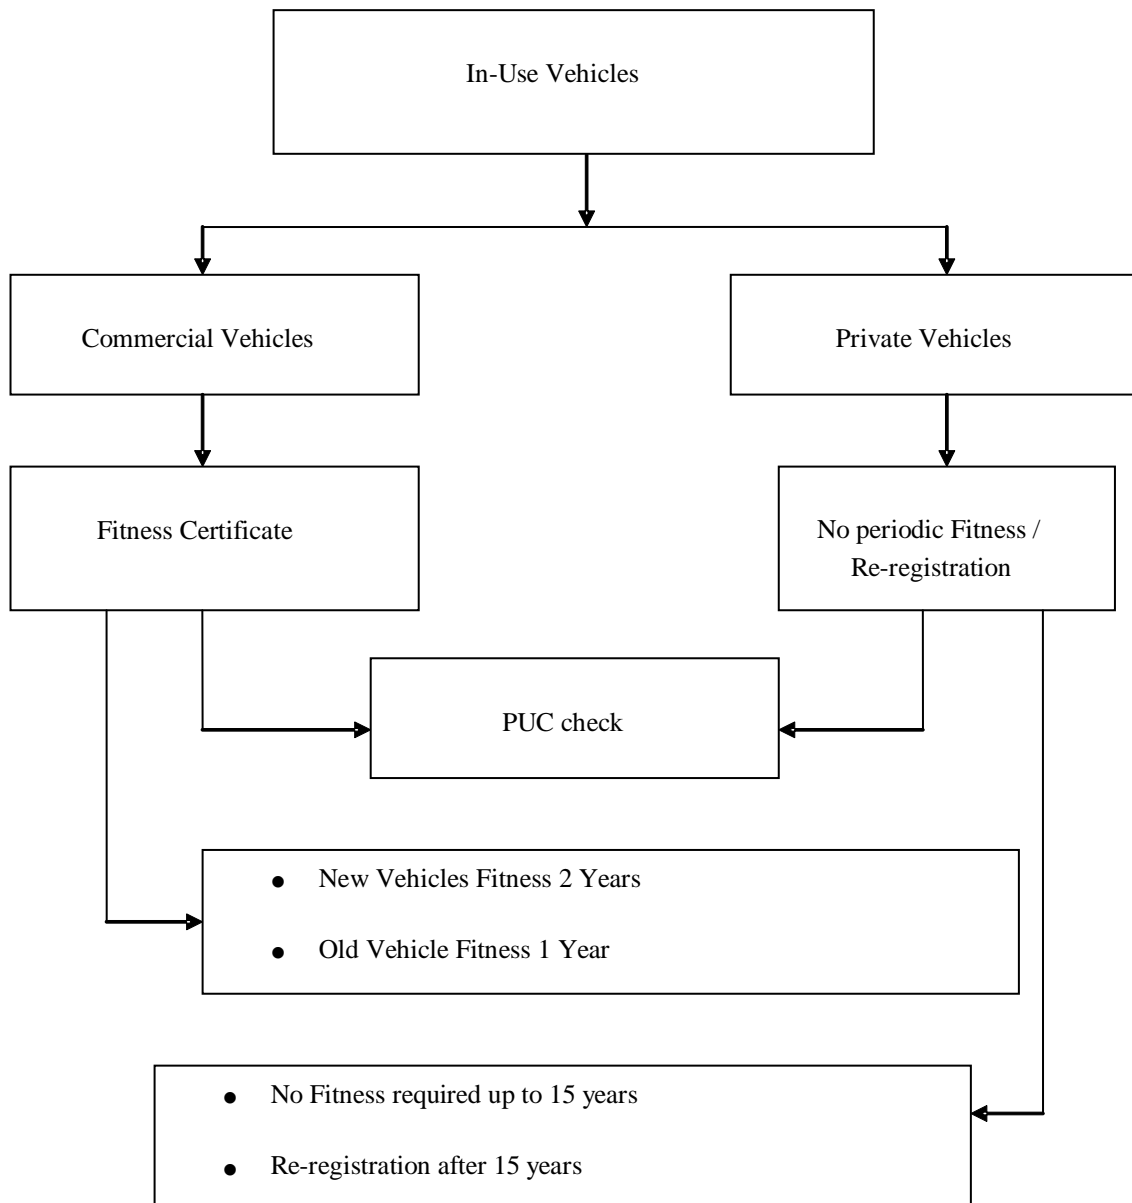 In-Use Vehicles
Commercial Vehicles
Private Vehicles
Fitness Certificate
No periodic Fitness /
Re-registration
PUC check
● New Vehicles Fitness 2 Years
● Old Vehicle Fitness 1 Year
● No Fitness required up to 15 years
● Re-registration after 15 years